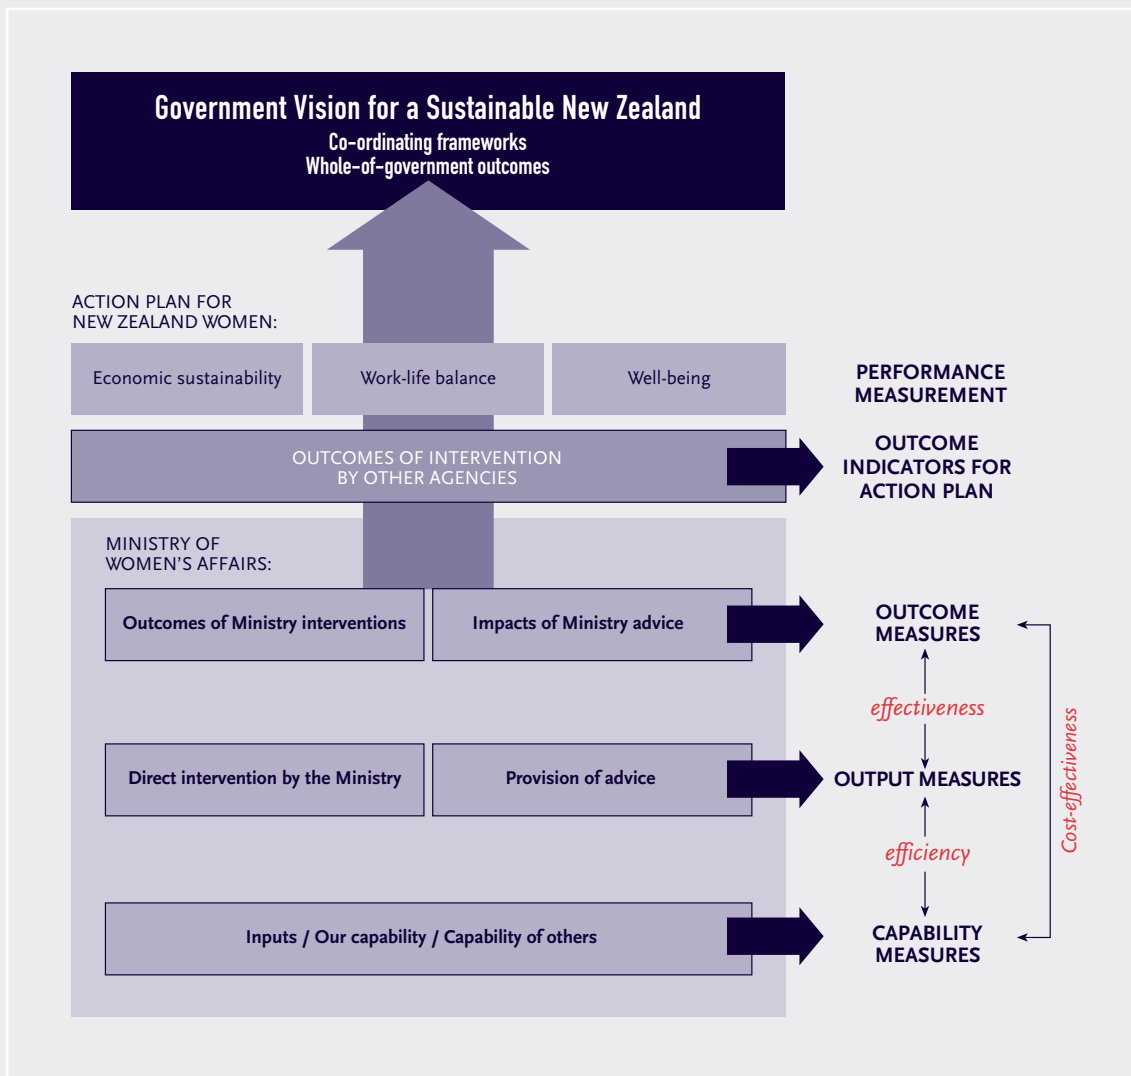 Government Vision for a Sustainable New Zealand
Co-ordinating frameworks
Whole-of-government outcomes
ACTION PLAN FOR
NEW ZEALAND WOMEN:
Economic sustainability
Work-life balance
Well-being
PERFORMANCE
MEASUREMENT
OUTCOMES OF INTERVENTION
BY OTHER AGENCIES
OUTCOME
INDICATORS FOR
ACTION PLAN
MINISTRY OF
WOMEN'S AFFAIRS:
Outcomes of Ministry interventions
Impacts of Ministry advice
OUTCOME
MEASURES
effectiveness
Direct intervention by the Ministry
Provision of advice
OUTPUT MEASURES
Cost-effectiveness
efficiency
Inputs / Our capability / Capability of others
CAPABILITY
MEASURES